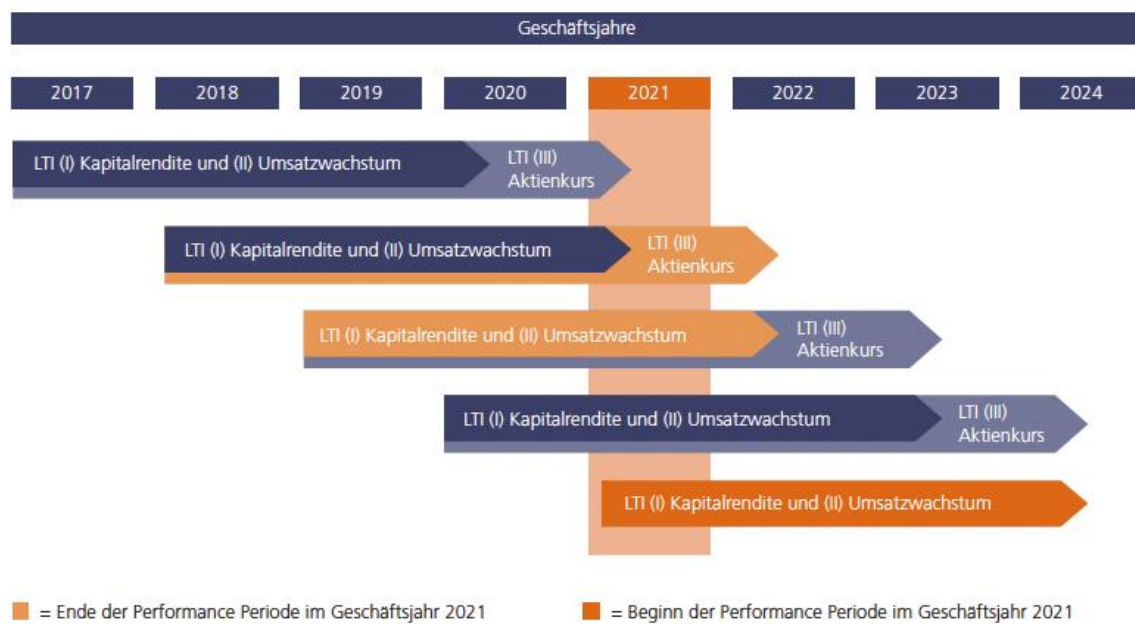 Geschäftsjahre
2017 2018 2019 2020 2021 2022 2023 2024
LTI (I) Kapitalrendite und (II) Umsatzwachstum
LTI (III)
Aktienkurs
LTI (I) Kapitalrendite und (II) Umsatzwachstum
LTI (III)
Aktienkurs
LTI (I) Kapitalrendite und (II) Umsatzwachstum
LTI (III)
Aktienkurs
LTI (I) Kapitalrendite und (II) Umsatzwachstum
LTI (III)
Aktienkurs
LTI (I) Kapitalrendite und (II) Umsatzwachstum
= Ende der Performance Periode im Geschäftsjahr 2021
= Beginn der Performance Periode im Geschäftsjahr 2021